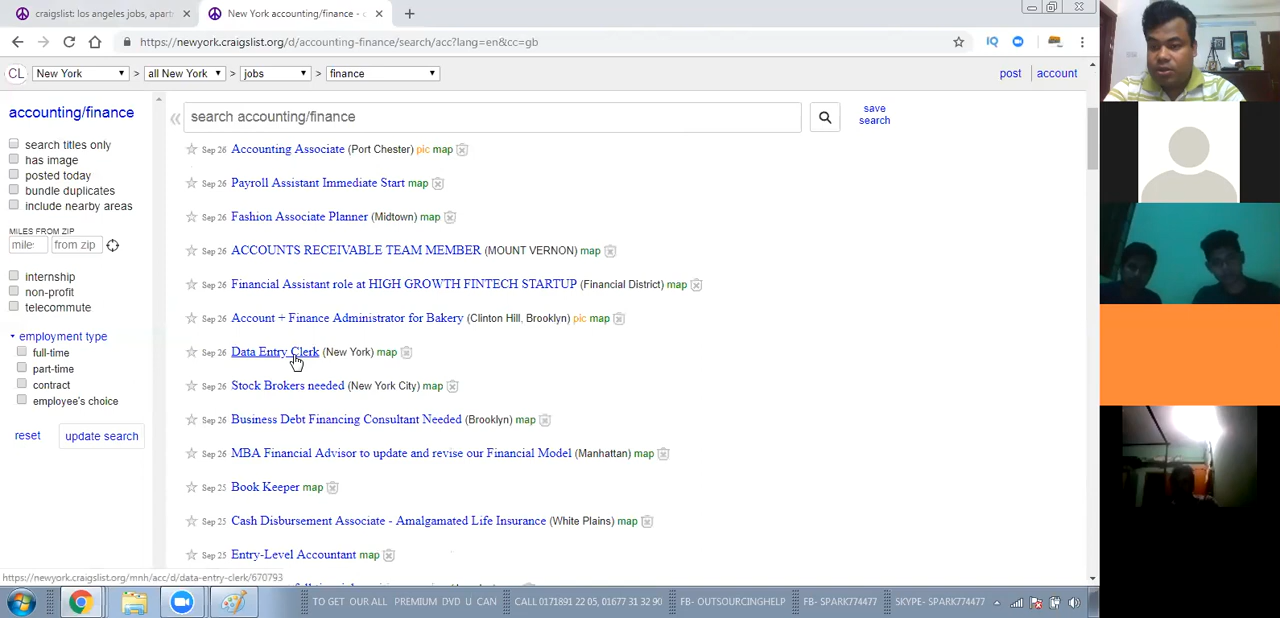 craigslist: los angeles jobs, apart
New York accounting/finance - c
https://newyork.craigslist.org/d/accounting-finance/search/acc?lang=en&cc=gb
CL New York > all New York > jobs > finance post account
accounting/finance
search titles only
has image
posted today
bundle duplicates
include nearby areas
MILES FROM ZIP
mile from zip
internship
non-profit
telecommute
employment type
full-time
part-time
contract
employee's choice
reset update search
search accounting/finance
save search
Sep 26 Accounting Associate (Port Chester) pic map
Sep 26 Payroll Assistant Immediate Start map
Sep 26 Fashion Associate Planner (Midtown) map
Sep 26 ACCOUNTS RECEIVABLE TEAM MEMBER (MOUNT VERNON) map
Sep 26 Financial Assistant role at HIGH GROWTH FINTECH STARTUP (Financial District) map
Sep 26 Account + Finance Administrator for Bakery (Clinton Hill, Brooklyn) pic map
Sep 26 Data Entry Clerk (New York) map
Sep 26 Stock Brokers needed (New York City) map
Sep 26 Business Debt Financing Consultant Needed (Brooklyn) map
Sep 26 MBA Financial Advisor to update and revise our Financial Model (Manhattan) map
Sep 25 Book Keeper map
Sep 25 Cash Disbursement Associate - Amalgamated Life Insurance (White Plains) map
Sep 25 Entry-Level Accountant map
https://newyork.craigslist.org/mnh/acc/d/data-entry-clerk/670793
TO GET OUR ALL PREMIUM DVD U CAN CALL 0171891 22 05, 01677 31 32 90 FB- OUTSOURCINGHELP FB- SPARK774477 SKYPE- SPARK774477